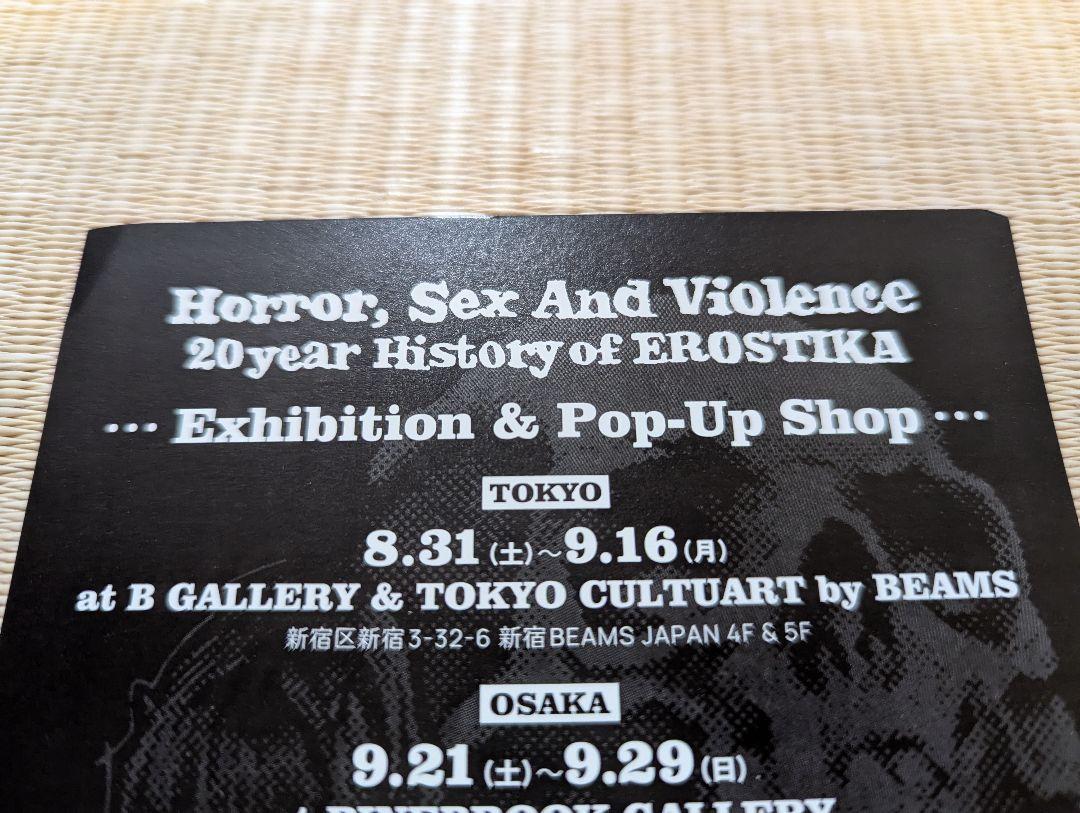 Horror, Sex And Violence
20year History of EROSTIKA
··· Exhibition & Pop-Up Shop ···
TOKYO
8.31(土)~9.16(月)
at B GALLERY & TOKYO CULTUART by BEAMS
新宿区新宿3-32-6 新宿BEAMS JAPAN 4F & 5F
OSAKA
9.21(土)~9.29(日)
GALLERY